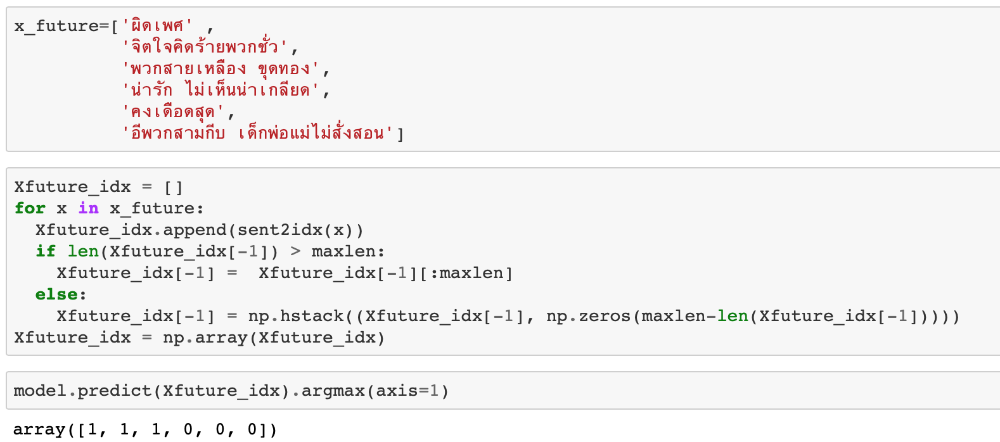 x_future=['ผิดเพศ' ,
'จิตใจคิดร้ายพวกชั่ว',
'พวกสายเหลือง ขุดทอง',
'น่ารัก ไม่เห็นน่าเกลียด',
'คงเดือดสุด',
'อีพวกสามกีบ เด็กพ่อแม่ไม่สั่งสอน']
Xfuture_idx = []
for x in x_future:
Xfuture_idx.append(sent2idx(x))
if len(Xfuture_idx[-1]) > maxlen:
Xfuture_idx[-1] =  Xfuture_idx[-1][:maxlen]
else:
Xfuture_idx[-1] = np.hstack((Xfuture_idx[-1], np.zeros(maxlen-len(Xfuture_idx[-1]))))
Xfuture_idx = np.array(Xfuture_idx)
model.predict(Xfuture_idx).argmax(axis=1)
array([1, 1, 1, 0, 0, 0])